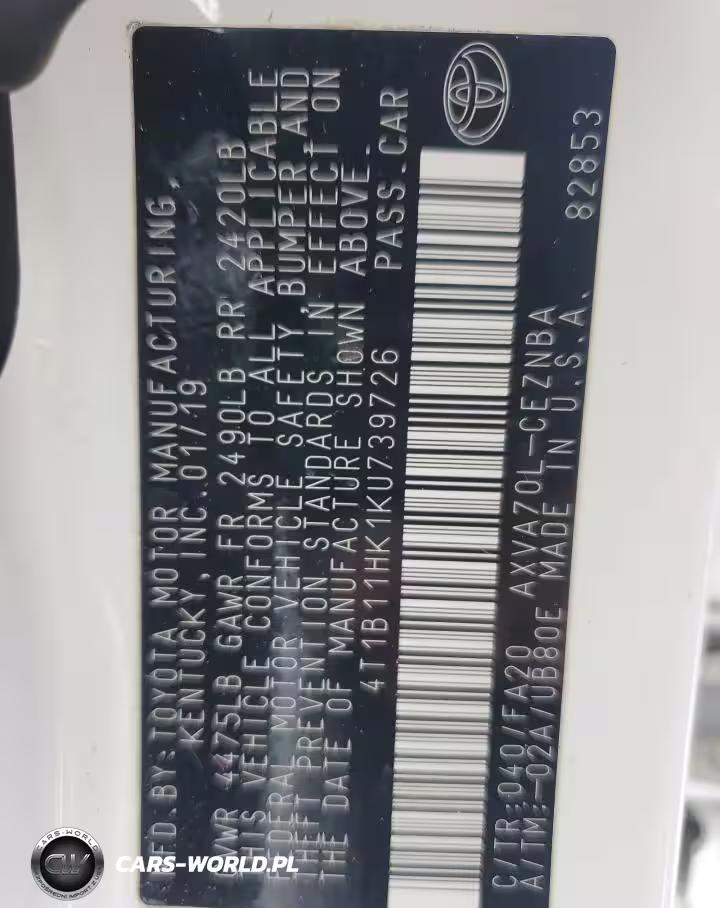 MFD. BY: TOYOTA MOTOR MANUFACTURING,
KENTUCKY, INC. 01/19
GVWR 4475LB GAWR FR 2490LB RR 2420LB
THIS VEHICLE CONFORMS TO ALL APPLICABLE
FEDERAL MOTOR VEHICLE SAFETY, BUMPER, AND
THEFT PREVENTION STANDARDS IN EFFECT ON
THE DATE OF MANUFACTURE SHOWN ABOVE.
4T1B11HK1KU739726 PASS. CAR
C/TR: 040/FA20 AXVA70L-CEZNBA
A/TM: -02A/UB80E MADE IN U.S.A. 82853
CARS-WORLD
CW
CARS-WORLD.PL